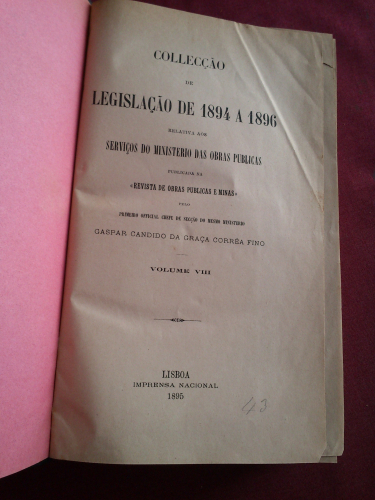 COLLECÇÃO
DE
LEGISLAÇÃO DE 1894 A 1896
RELATIVA AOS
SERVIÇOS DO MINISTERIO DAS OBRAS PUBLICAS
PUBLICADA NA
«REVISTA DE OBRAS PUBLICAS E MINAS»
PELO
PRIMEIRO OFFICIAL CHEFE DE SECÇÃO DO MESMO MINISTERIO
GASPAR CANDIDO DA GRAÇA CORRÊA FINO
VOLUME VIII
LISBOA
IMPRENSA NACIONAL
1895
43